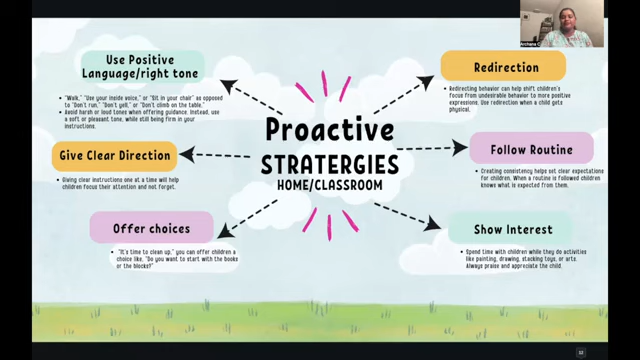 Use Positive
Language/right tone
"Walk," "Use your inside voice," or "Sit in your chair" as opposed
to "Don't run," "Don't yell," or "Don't climb on the table."
Avoid harsh or loud tones when offering guidance. Instead, use
a soft or pleasant tone, while still being firm in your
instructions.
Give Clear Direction
Giving clear instructions one at a time will help
children focus their attention and not forget.
Offer choices
"It's time to clean up," you can offer children a
choice like, "Do you want to start with the books
or the blocks?"
Proactive
STRATERGIES
HOME/CLASSROOM
Redirection
Redirecting behavior can help shift children's
focus from undesirable behavior to more positive
expressions. Use redirection when a child gets
physical.
Follow Routine
Creating consistency helps set clear expectations
for children. When a routine is followed children
knows what is expected from them.
Show Interest
Spend time with children while they do activities
like painting, drawing, stacking toys, or arts.
Always praise and appreciate the child.